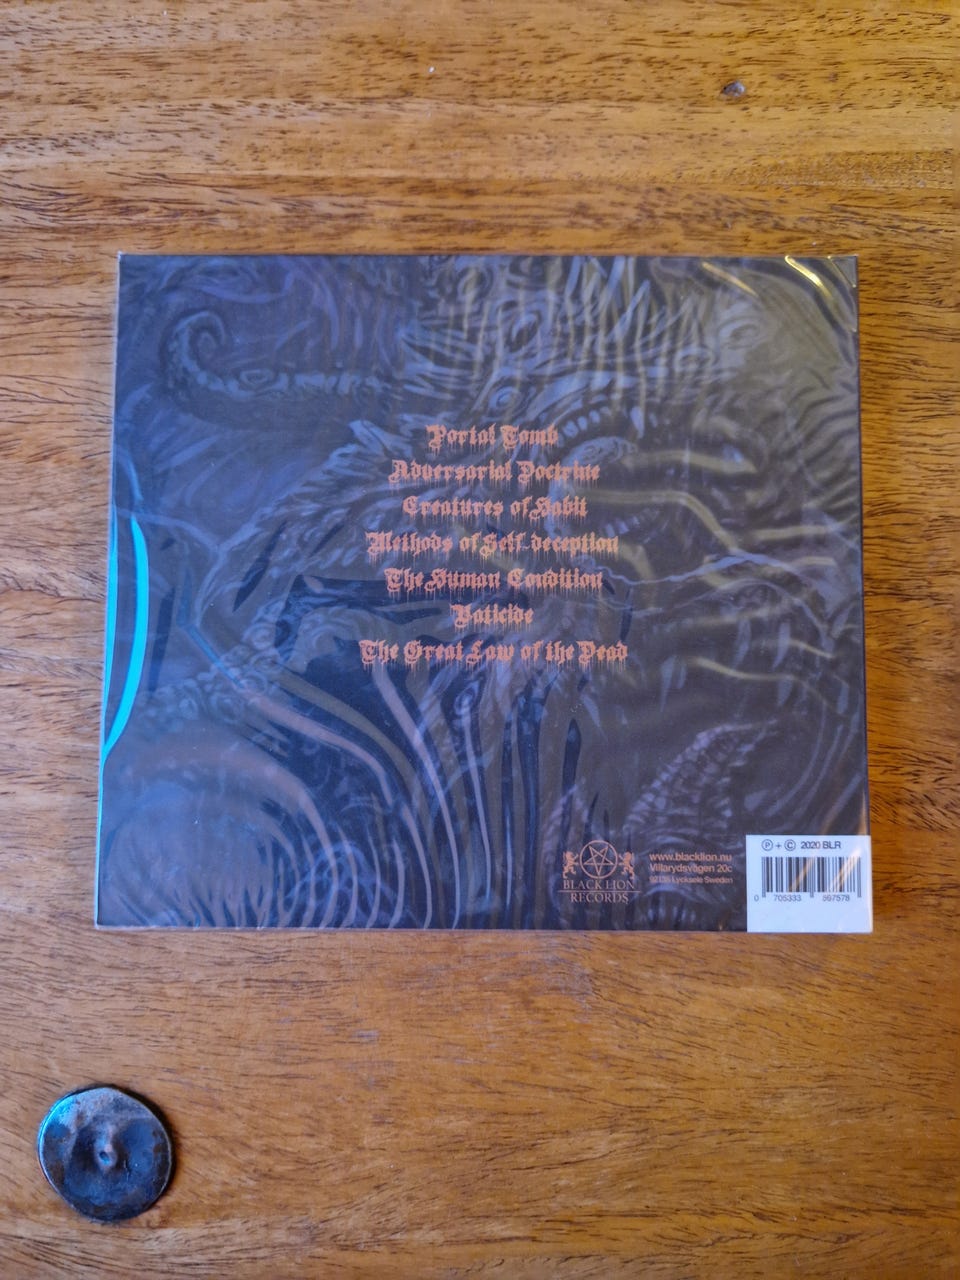 Portal Tomb
Adversarial Doctrine
Creatures of Habit
Methods of Self-deception
The Human Condition
Vaticide
The Great Law of the Dead
BLACK LION
RECORDS
www.blacklion.nu
Villarydsvägen 20c
92135 Lycksele Sweden
Ⓟ + © 2020 BLR
0 705333 597578